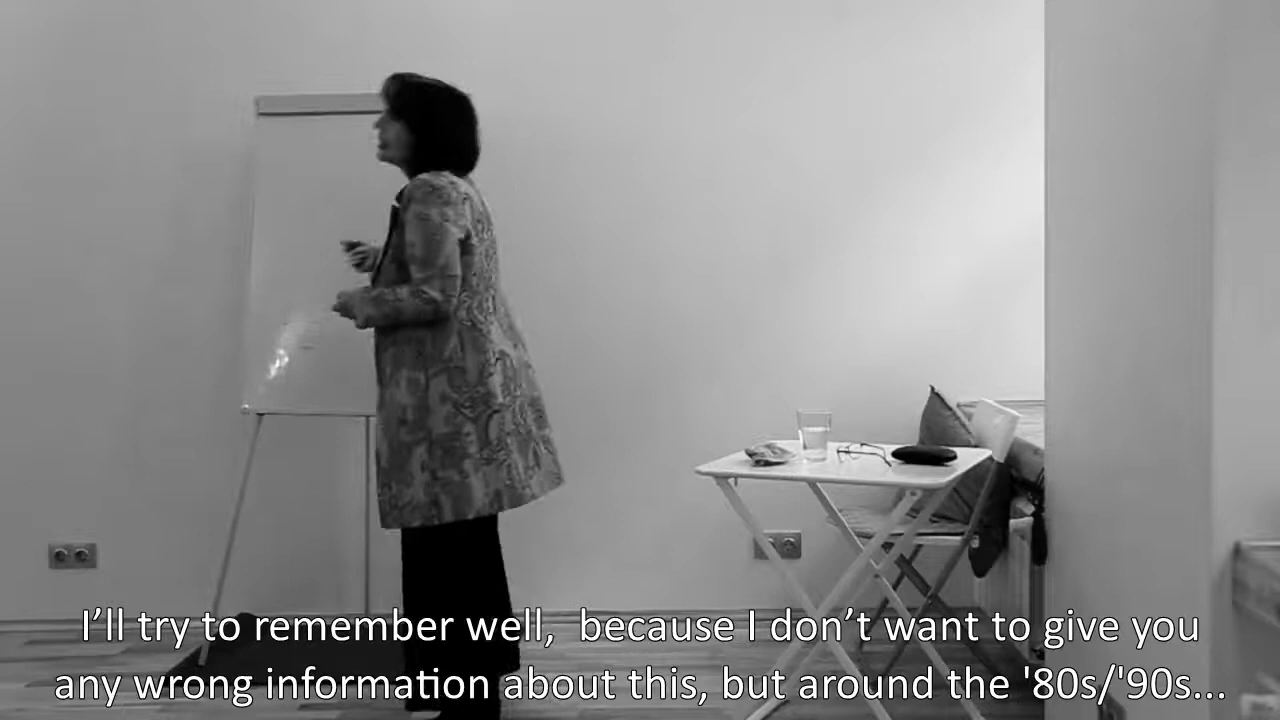 I’ll try to remember well,  because I don’t want to give you
any wrong information about this, but around the '80s/'90s...